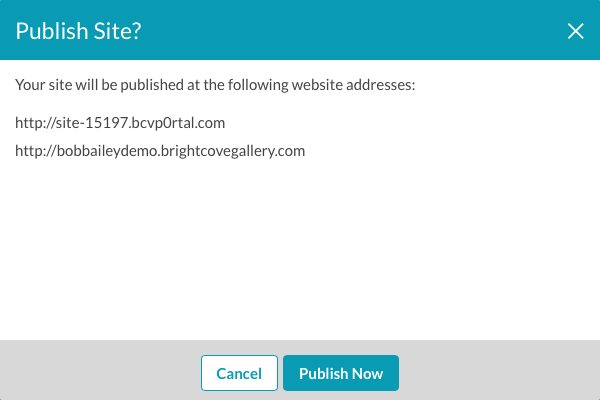 Publish Site?
Your site will be published at the following website addresses:
http://site-15197.bcvp0rtal.com
http://bobbaileydemo.brightcovegallery.com
Cancel
Publish Now